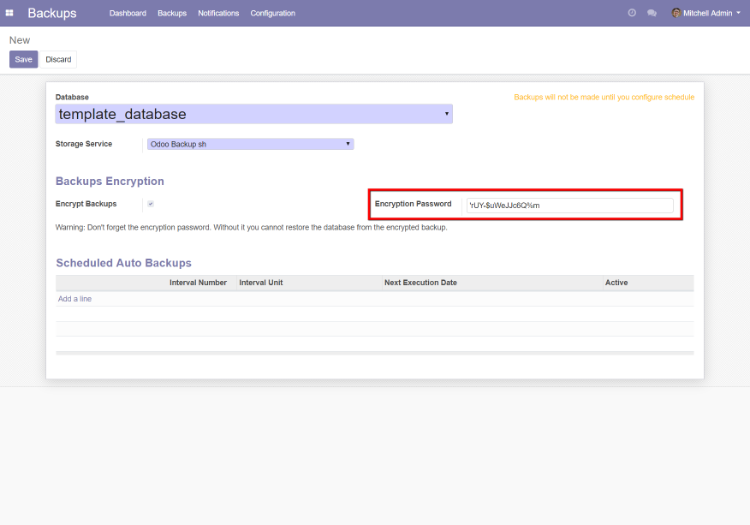 Backups Dashboard Backups Notifications Configuration Mitchell Admin
New
Save Discard
Database
Backups will not be made until you configure schedule
template_database
Storage Service Odoo Backup sh
Backups Encryption
Encrypt Backups Encryption Password 'rUY-$uWeJJc6Q%m
Warning: Don't forget the encryption password. Without it you cannot restore the database from the encrypted backup.
Scheduled Auto Backups
Interval Number Interval Unit Next Execution Date Active
Add a line